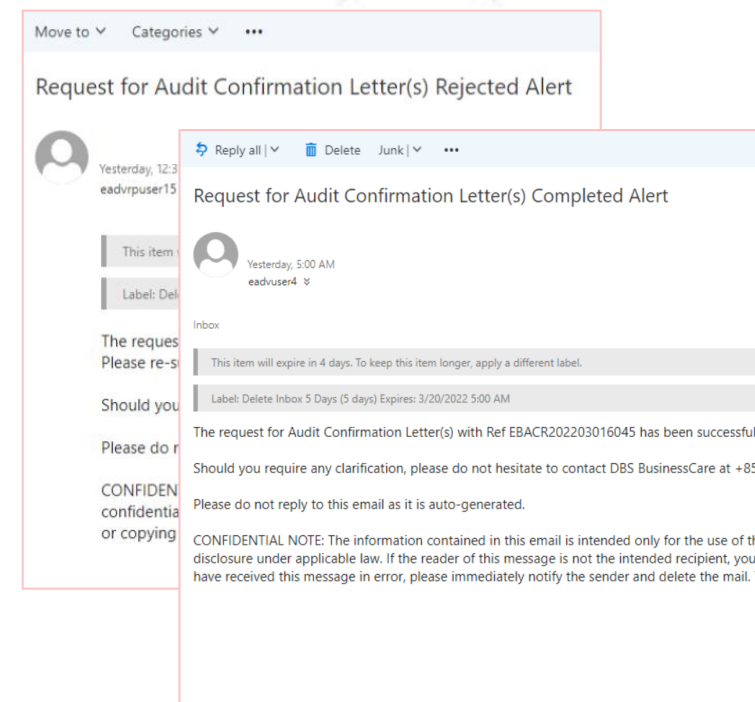 Move to Categories •••
Request for Audit Confirmation Letter(s) Rejected Alert
Yesterday, 12:3
eadvrpuser15
This item
Label: Del
The reques
Please re-s
Should you
Please do r
CONFIDEN
confidentia
or copying
Reply all | Delete Junk | •••
Request for Audit Confirmation Letter(s) Completed Alert
Yesterday, 5:00 AM
eadvuser4
Inbox
This item will expire in 4 days. To keep this item longer, apply a different label.
Label: Delete Inbox 5 Days (5 days) Expires: 3/20/2022 5:00 AM
The request for Audit Confirmation Letter(s) with Ref EBACR202203016045 has been successful
Should you require any clarification, please do not hesitate to contact DBS BusinessCare at +85
Please do not reply to this email as it is auto-generated.
CONFIDENTIAL NOTE: The information contained in this email is intended only for the use of th
disclosure under applicable law. If the reader of this message is not the intended recipient, you
have received this message in error, please immediately notify the sender and delete the mail.